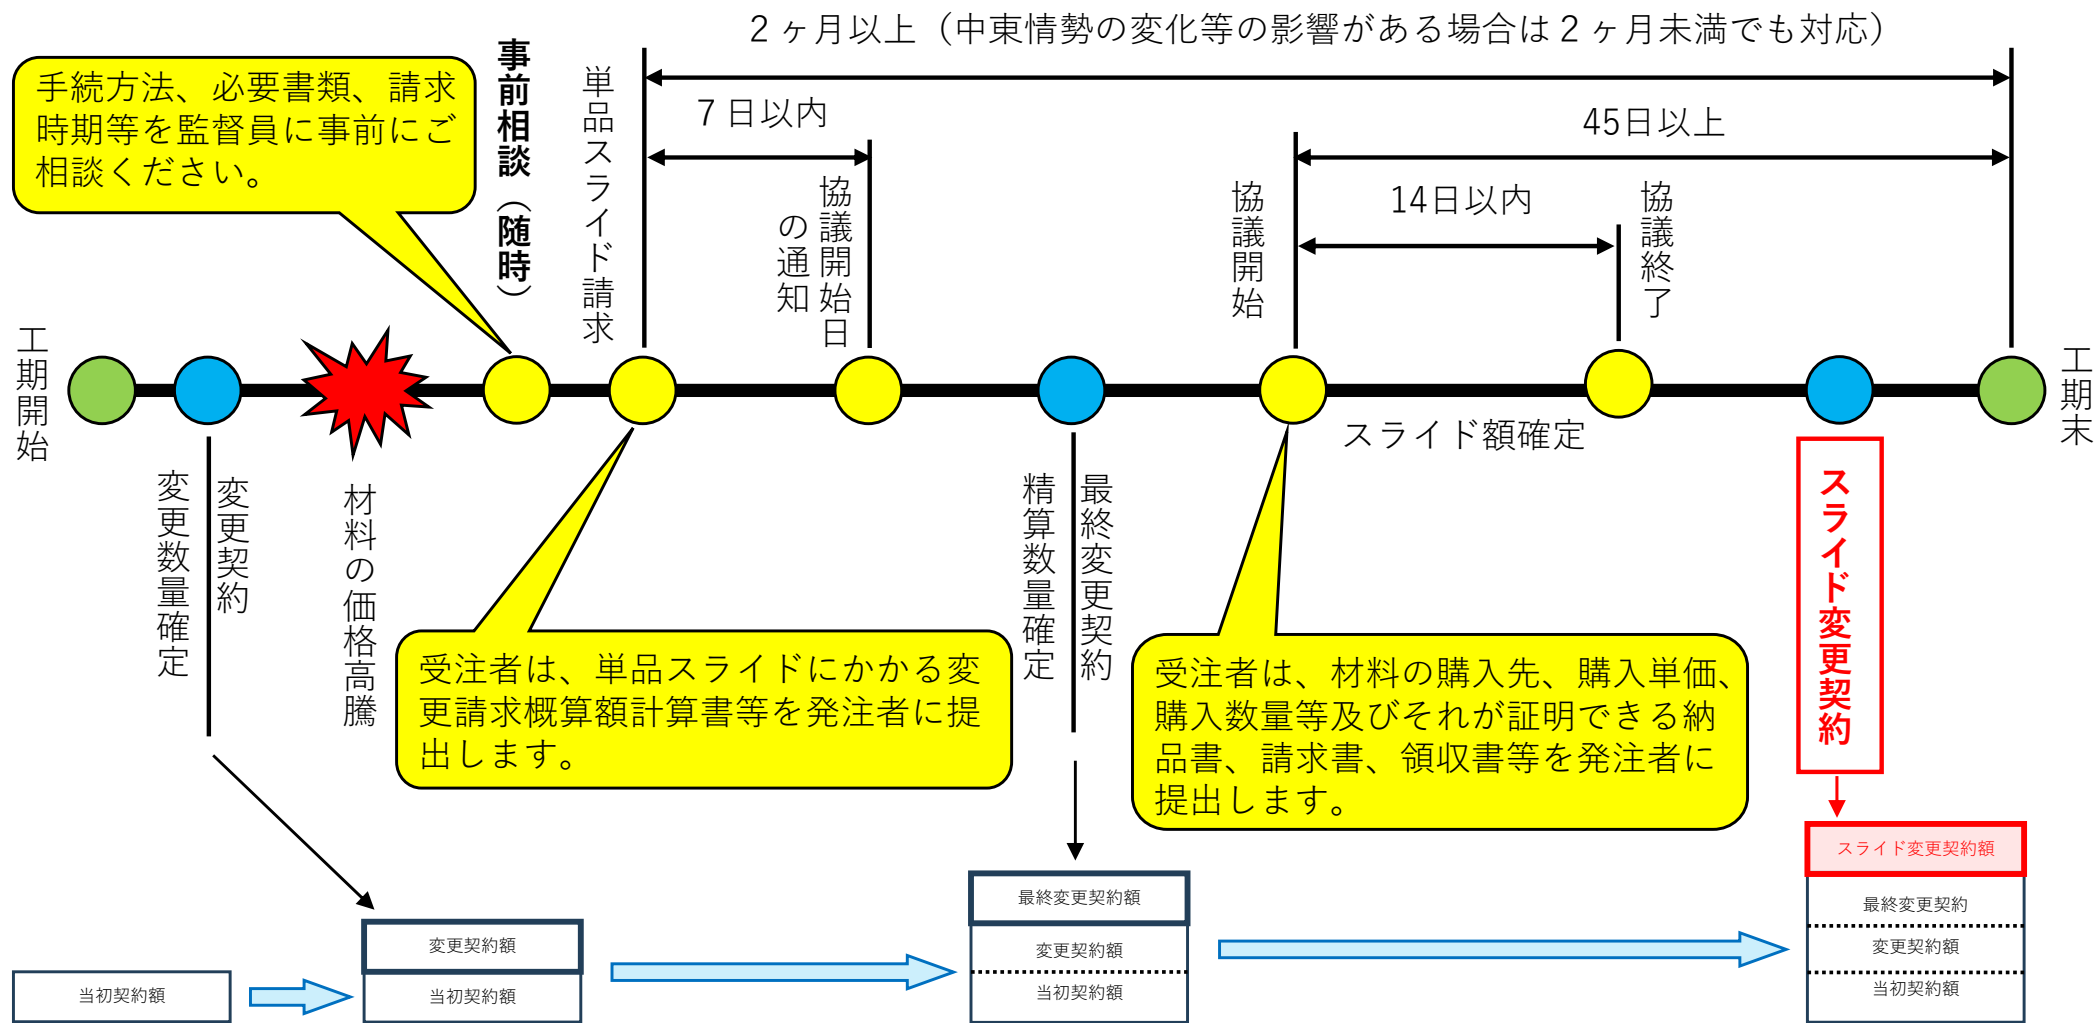 ２ヶ月以上（中東情勢の変化等の影響がある場合は２ヶ月未満でも対応）
手続方法、必要書類、請求
時期等を監督員に事前にご
相談ください。
事前相談（随時）
単品スライド請求
７日以内
協議開始日
の通知
45日以上
協議開始
14日以内
協議終了
工期開始
工期末
スライド額確定
変更契約
変更数量確定
材料の価格高騰
最終変更契約
精算数量確定
スライド変更契約
受注者は、単品スライドにかかる変
更請求概算額計算書等を発注者に提
出します。
受注者は、材料の購入先、購入単価、
購入数量等及びそれが証明できる納
品書、請求書、領収書等を発注者に
提出します。
当初契約額
変更契約額
当初契約額
最終変更契約額
変更契約額
当初契約額
スライド変更契約額
最終変更契約
変更契約額
当初契約額